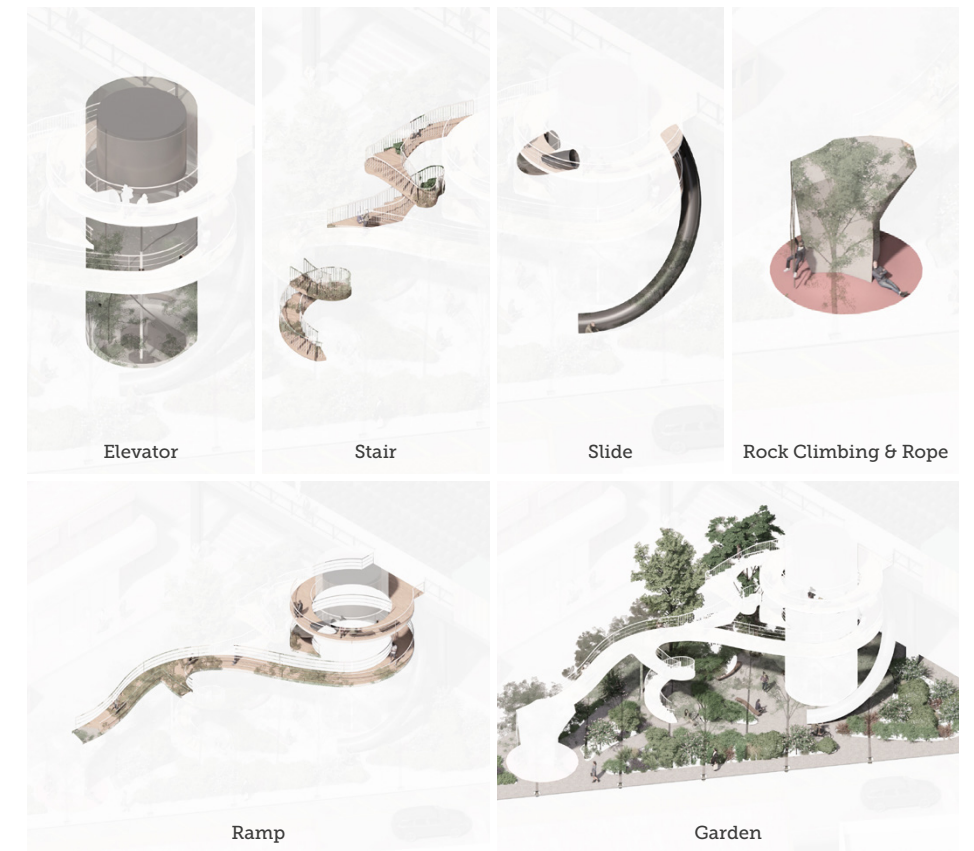 Elevator
Stair
Slide
Rock Climbing & Rope
Ramp
Garden